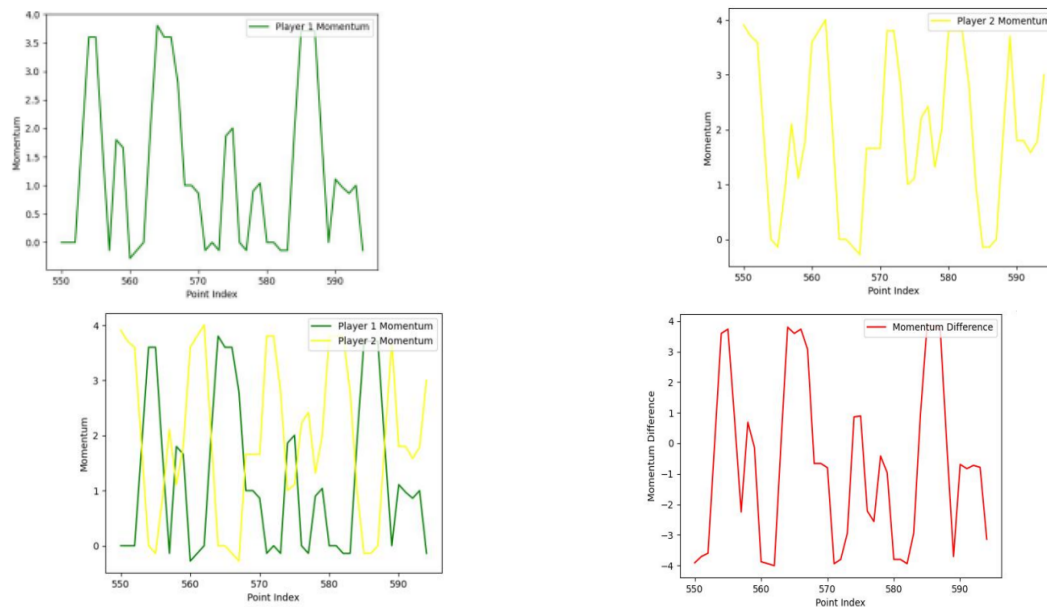 Player 1 Momentum
4.0
3.5
3.0
2.5
2.0
1.5
1.0
0.5
0.0
Momentum
550 560 570 580 590
Point Index
Player 2 Momentum
4
3
2
1
0
Momentum
550 560 570 580 590
Point Index
Player 1 Momentum
Player 2 Momentum
4
3
2
1
0
Momentum
550 560 570 580 590
Point Index
Momentum Difference
4
3
2
1
0
−1
−2
−3
−4
Momentum Difference
550 560 570 580 590
Point Index